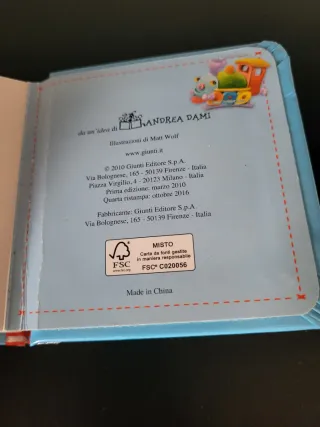 da un'idea di ANDREA DAMI
Illustrazioni di Matt Wolf
www.giunti.it
© 2010 Giunti Editore S.p.A.
Via Bolognese, 165 - 50139 Firenze - Italia
Piazza Virgilio, 4 - 20123 Milano - Italia
Prima edizione: marzo 2010
Quarta ristampa: ottobre 2016
Fabbricante: Giunti Editore S.p.A.
Via Bolognese, 165 - 50139 Firenze - Italia
FSC
www.fsc.org
MISTO
Carta da fonti gestite
in maniera responsabile
FSC® C020056
Made in China